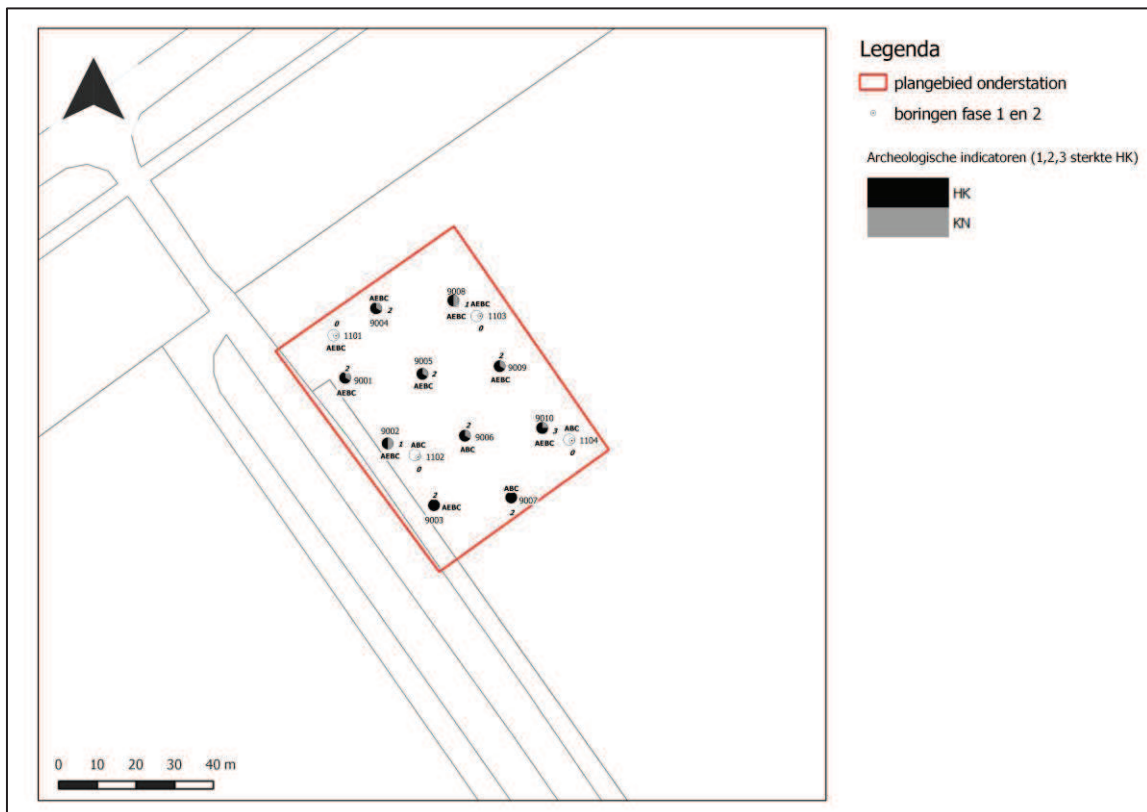 Legenda
plangebied onderstation
boringen fase 1 en 2
Archeologische indicatoren (1,2,3 sterkte HK)
HK
KN
9008
AEBC
1 AEBC
2
AEBC 1103
9004
0
0
1101
AEBC
9005
2
2
2 9009
9001
AEBC
AEBC
AEBC
9002
2
9010
ABC
1
9006
3 ABC
AEBC
1102
ABC
AEBC
1104
0
0
2
ABC
AEBC
9007
9003
2
0 10 20 30 40 m